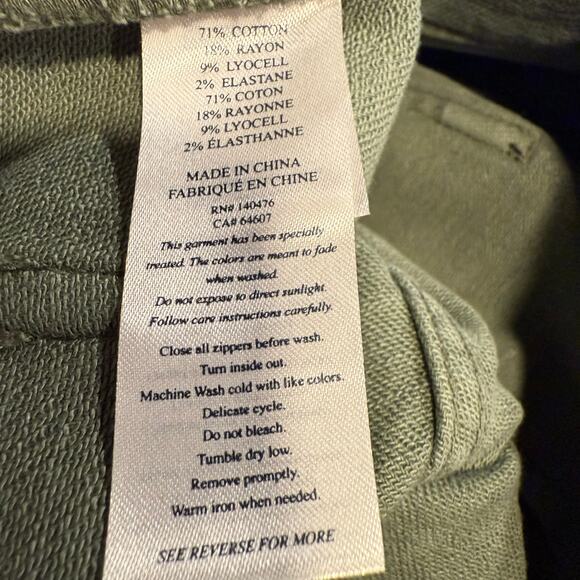 71% COTTON
18% RAYON
9% LYOCELL
2% ELASTANE
71% COTON
18% RAYONNE
9% LYOCELL
2% ÉLASTHANNE
MADE IN CHINA
FABRIQUÉ EN CHINE
RN# 140476
CA# 64607
This garment has been specially
treated. The colors are meant to fade
when washed.
Do not expose to direct sunlight.
Follow care instructions carefully.
Close all zippers before wash.
Turn inside out.
Machine Wash cold with like colors.
Delicate cycle.
Do not bleach.
Tumble dry low.
Remove promptly.
Warm iron when needed.
SEE REVERSE FOR MORE